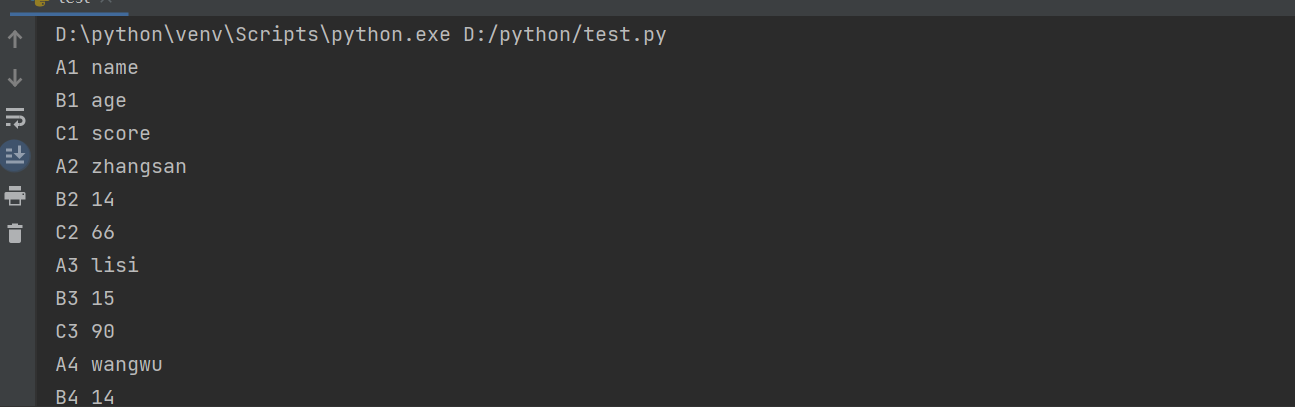 test
D:\python\venv\Scripts\python.exe D:/python/test.py
A1 name
B1 age
C1 score
A2 zhangsan
B2 14
C2 66
A3 lisi
B3 15
C3 90
A4 wangwu
B4 14